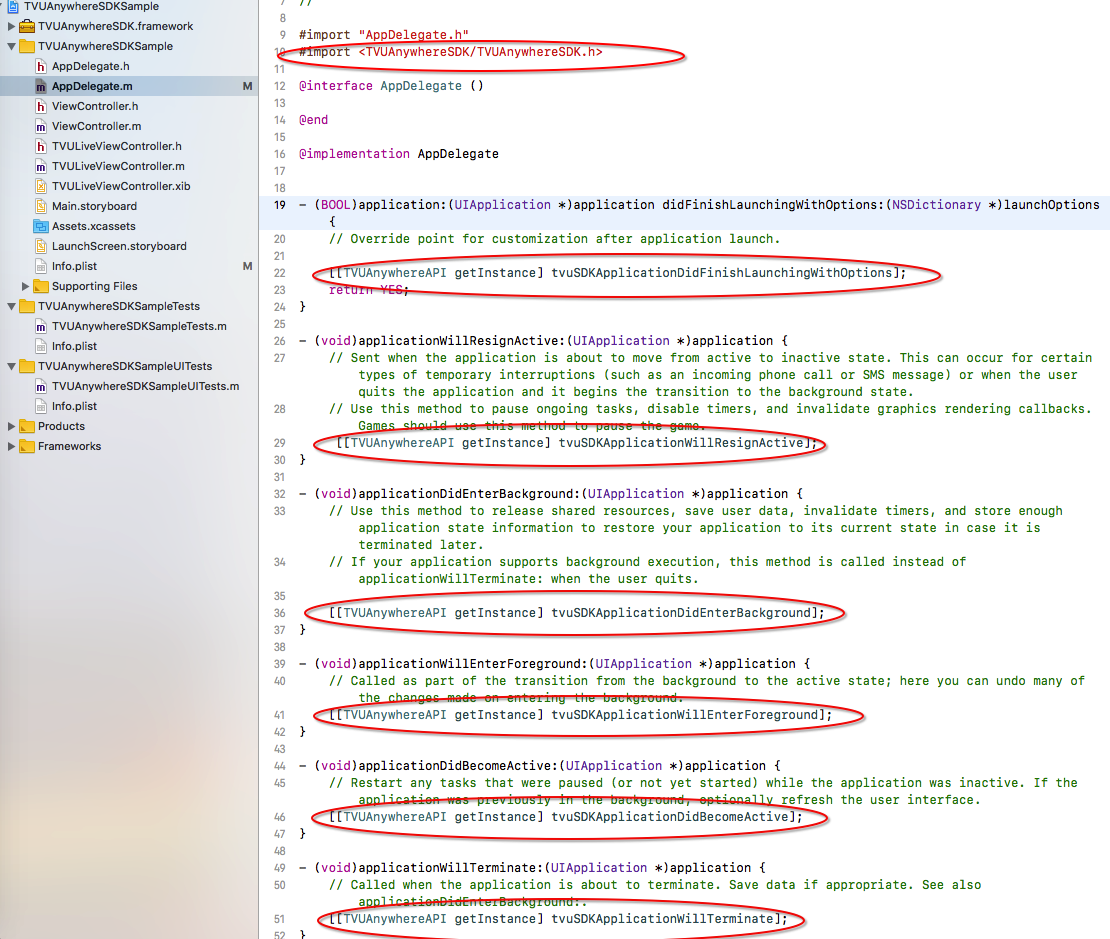 TVUAnywhereSDKSample
TVUAnywhereSDK.framework
TVUAnywhereSDKSample
AppDelegate.h
AppDelegate.m M
ViewController.h
ViewController.m
TVULiveViewController.h
TVULiveViewController.m
TVULiveViewController.xib
Main.storyboard
Assets.xcassets
LaunchScreen.storyboard
Info.plist M
Supporting Files
TVUAnywhereSDKSampleTests
TVUAnywhereSDKSampleTests.m
Info.plist
TVUAnywhereSDKSampleUITests
TVUAnywhereSDKSampleUITests.m
Info.plist
Products
Frameworks
7 //
8
9 #import "AppDelegate.h"
10 #import <TVUAnywhereSDK/TVUAnywhereSDK.h>
11
12 @interface AppDelegate ()
13
14 @end
15
16 @implementation AppDelegate
17
18
19 - (BOOL)application:(UIApplication *)application didFinishLaunchingWithOptions:(NSDictionary *)launchOptions
{
20 // Override point for customization after application launch.
21
22 [[TVUAnywhereAPI getInstance] tvuSDKApplicationDidFinishLaunchingWithOptions];
23 return YES;
24 }
25
26 - (void)applicationWillResignActive:(UIApplication *)application {
27 // Sent when the application is about to move from active to inactive state. This can occur for certain
types of temporary interruptions (such as an incoming phone call or SMS message) or when the user
quits the application and it begins the transition to the background state.
28 // Use this method to pause ongoing tasks, disable timers, and invalidate graphics rendering callbacks.
Games should use this method to pause the game.
29 [[TVUAnywhereAPI getInstance] tvuSDKApplicationWillResignActive];
30 }
31
32 - (void)applicationDidEnterBackground:(UIApplication *)application {
33 // Use this method to release shared resources, save user data, invalidate timers, and store enough
application state information to restore your application to its current state in case it is
terminated later.
34 // If your application supports background execution, this method is called instead of
applicationWillTerminate: when the user quits.
35
36 [[TVUAnywhereAPI getInstance] tvuSDKApplicationDidEnterBackground];
37 }
38
39 - (void)applicationWillEnterForeground:(UIApplication *)application {
40 // Called as part of the transition from the background to the active state; here you can undo many of
the changes made on entering the background.
41 [[TVUAnywhereAPI getInstance] tvuSDKApplicationWillEnterForeground];
42 }
43
44 - (void)applicationDidBecomeActive:(UIApplication *)application {
45 // Restart any tasks that were paused (or not yet started) while the application was inactive. If the
application was previously in the background, optionally refresh the user interface.
46 [[TVUAnywhereAPI getInstance] tvuSDKApplicationDidBecomeActive];
47 }
48
49 - (void)applicationWillTerminate:(UIApplication *)application {
50 // Called when the application is about to terminate. Save data if appropriate. See also
applicationDidEnterBackground:.
51 [[TVUAnywhereAPI getInstance] tvuSDKApplicationWillTerminate];
52 }